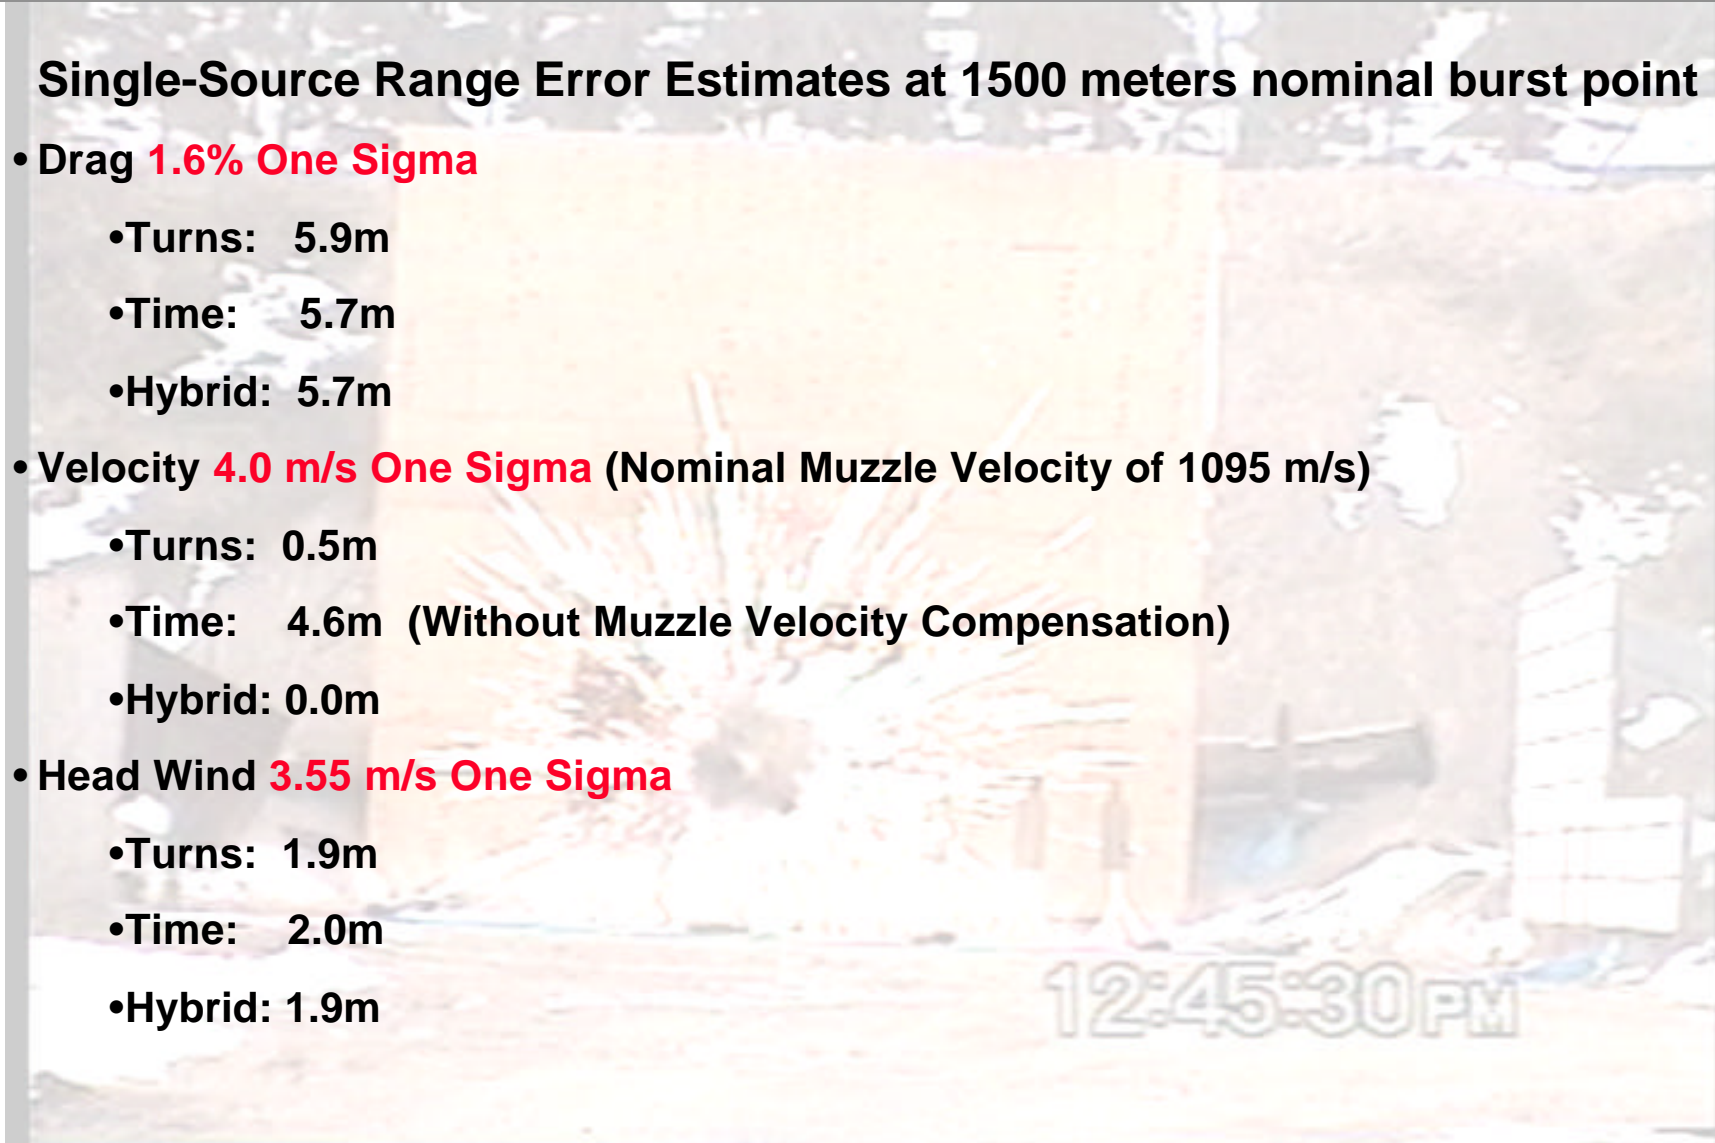 Single-Source Range Error Estimates at 1500 meters nominal burst point
• Drag 1.6% One Sigma
•Turns: 5.9m
•Time: 5.7m
•Hybrid: 5.7m
• Velocity 4.0 m/s One Sigma (Nominal Muzzle Velocity of 1095 m/s)
•Turns: 0.5m
•Time: 4.6m (Without Muzzle Velocity Compensation)
•Hybrid: 0.0m
• Head Wind 3.55 m/s One Sigma
•Turns: 1.9m
•Time: 2.0m
•Hybrid: 1.9m
12:45:30 PM